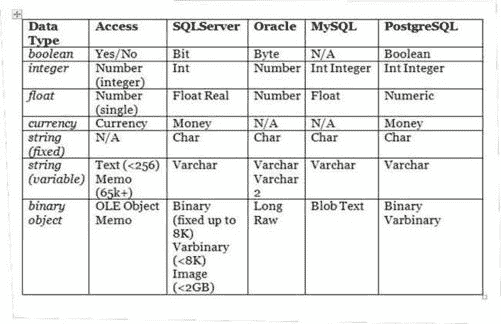 Data Type Access SQLServer Oracle MySQL PostgreSQL
boolean Yes/No Bit Byte N/A Boolean
integer Number (integer) Int Number Int Integer Int Integer
float Number (single) Float Real Number Float Numeric
currency Currency Money N/A N/A Money
string (fixed) N/A Char Char Char Char
string (variable) Text (<256) Memo (65k+) Varchar Varchar Varchar 2 Varchar Varchar
binary object OLE Object Memo Binary (fixed up to 8K) Varbinary (<8K) Image (<2GB) Long Raw Blob Text Binary Varbinary